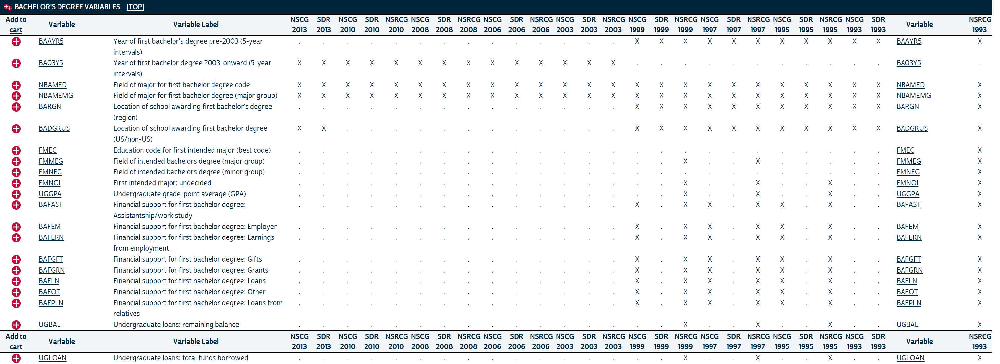 BACHELOR'S DEGREE VARIABLES [TOP]
Add to cart Variable Variable Label NSCG 2013 SDR 2013 NSCG 2010 SDR 2010 NSRCG 2010 NSCG 2008 SDR 2008 NSRCG 2008 NSCG 2006 SDR 2006 NSRCG 2006 NSCG 2003 SDR 2003 NSRCG 2003 NSCG 1999 SDR 1999 NSRCG 1999 NSCG 1997 SDR 1997 NSRCG 1997 NSCG 1995 SDR 1995 NSRCG 1995 NSCG 1993 SDR 1993 Variable NSRCG 1993
BAAYR5 Year of first bachelor's degree pre-2003 (5-year . . . . . . . . . . . . . . X X X X X X X X X X X BAAYR5 X
intervals)
BA03Y5 Year of first bachelor degree 2003-onward (5-year X X X X X X X X X X X X X X . . . . . . . . . . . BA03Y5 .
intervals)
NBAMED Field of major for first bachelor degree code X X X X X X X X X X X X X X X X X X X X X X X X X NBAMED X
NBAMEMG Field of major for first bachelor degree (major group) X X X X X X X X X X X X X X X X X X X X X X X X X NBAMEMG X
BARGN Location of school awarding first bachelor's degree . . . . . . . . . . . . . . X X X X X X X X X X X BARGN X
(region)
BADGRUS Location of school awarding first bachelor degree X X . . . . . . . . . . . . X X X X X X X X X X X BADGRUS X
(US/non-US)
FMEC Education code for first intended major (best code) . . . . . . . . . . . . . . . . . . . . . . . . . FMEC X
FMMEG Field of intended bachelors degree (major group) . . . . . . . . . . . . . . . . X . . X . . . . . FMMEG X
FMNEG Field of intended bachelors degree (minor group) . . . . . . . . . . . . . . . . . . . . . . . . . FMNEG X
FMNOI First intended major: undecided . . . . . . . . . . . . . . . . X . . X . . X . . FMNOI X
UGGPA Undergraduate grade-point average (GPA) . . . . . . . . . . . . . . . . X . . X . . X . . UGGPA X
BAFAST Financial support for first bachelor degree: . . . . . . . . . . . . . . X . X X . X X . X . . BAFAST X
Assistantship/work study
BAFEM Financial support for first bachelor degree: Employer . . . . . . . . . . . . . . X . X X . X X . X . . BAFEM X
BAFERN Financial support for first bachelor degree: Earnings . . . . . . . . . . . . . . X . X X . X X . X . . BAFERN X
from employment
BAFGFT Financial support for first bachelor degree: Gifts . . . . . . . . . . . . . . X . X X . X X . X . . BAFGFT X
BAFGRN Financial support for first bachelor degree: Grants . . . . . . . . . . . . . . X . X X . X X . X . . BAFGRN X
BAFLN Financial support for first bachelor degree: Loans . . . . . . . . . . . . . . X . X X . X X . X . . BAFLN X
BAFOT Financial support for first bachelor degree: Other . . . . . . . . . . . . . . X . X X . X X . X . . BAFOT X
BAFPLN Financial support for first bachelor degree: Loans from . . . . . . . . . . . . . . X . X X . X X . X . . BAFPLN X
relatives
UGBAL Undergraduate loans: remaining balance . . . . . . . . . . . . . . . . X . . X . . X . . UGBAL X
Add to cart Variable Variable Label NSCG 2013 SDR 2013 NSCG 2010 SDR 2010 NSRCG 2010 NSCG 2008 SDR 2008 NSRCG 2008 NSCG 2006 SDR 2006 NSRCG 2006 NSCG 2003 SDR 2003 NSRCG 2003 NSCG 1999 SDR 1999 NSRCG 1999 NSCG 1997 SDR 1997 NSRCG 1997 NSCG 1995 SDR 1995 NSRCG 1995 NSCG 1993 SDR 1993 Variable NSRCG 1993
UGLOAN Undergraduate loans: total funds borrowed . . . . . . . . . . . . . . . . X . . X . . X . . UGLOAN X